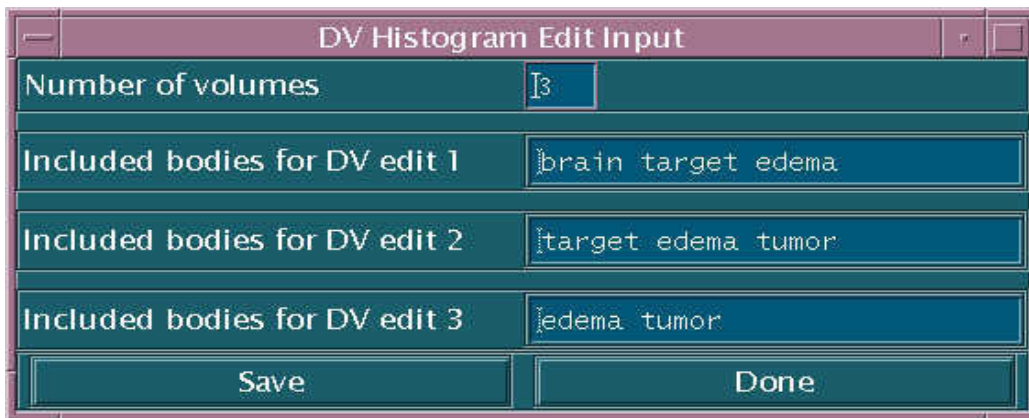 DV Histogram Edit Input
Number of volumes 3
Included bodies for DV edit 1 brain target edema
Included bodies for DV edit 2 target edema tumor
Included bodies for DV edit 3 edema tumor
Save Done